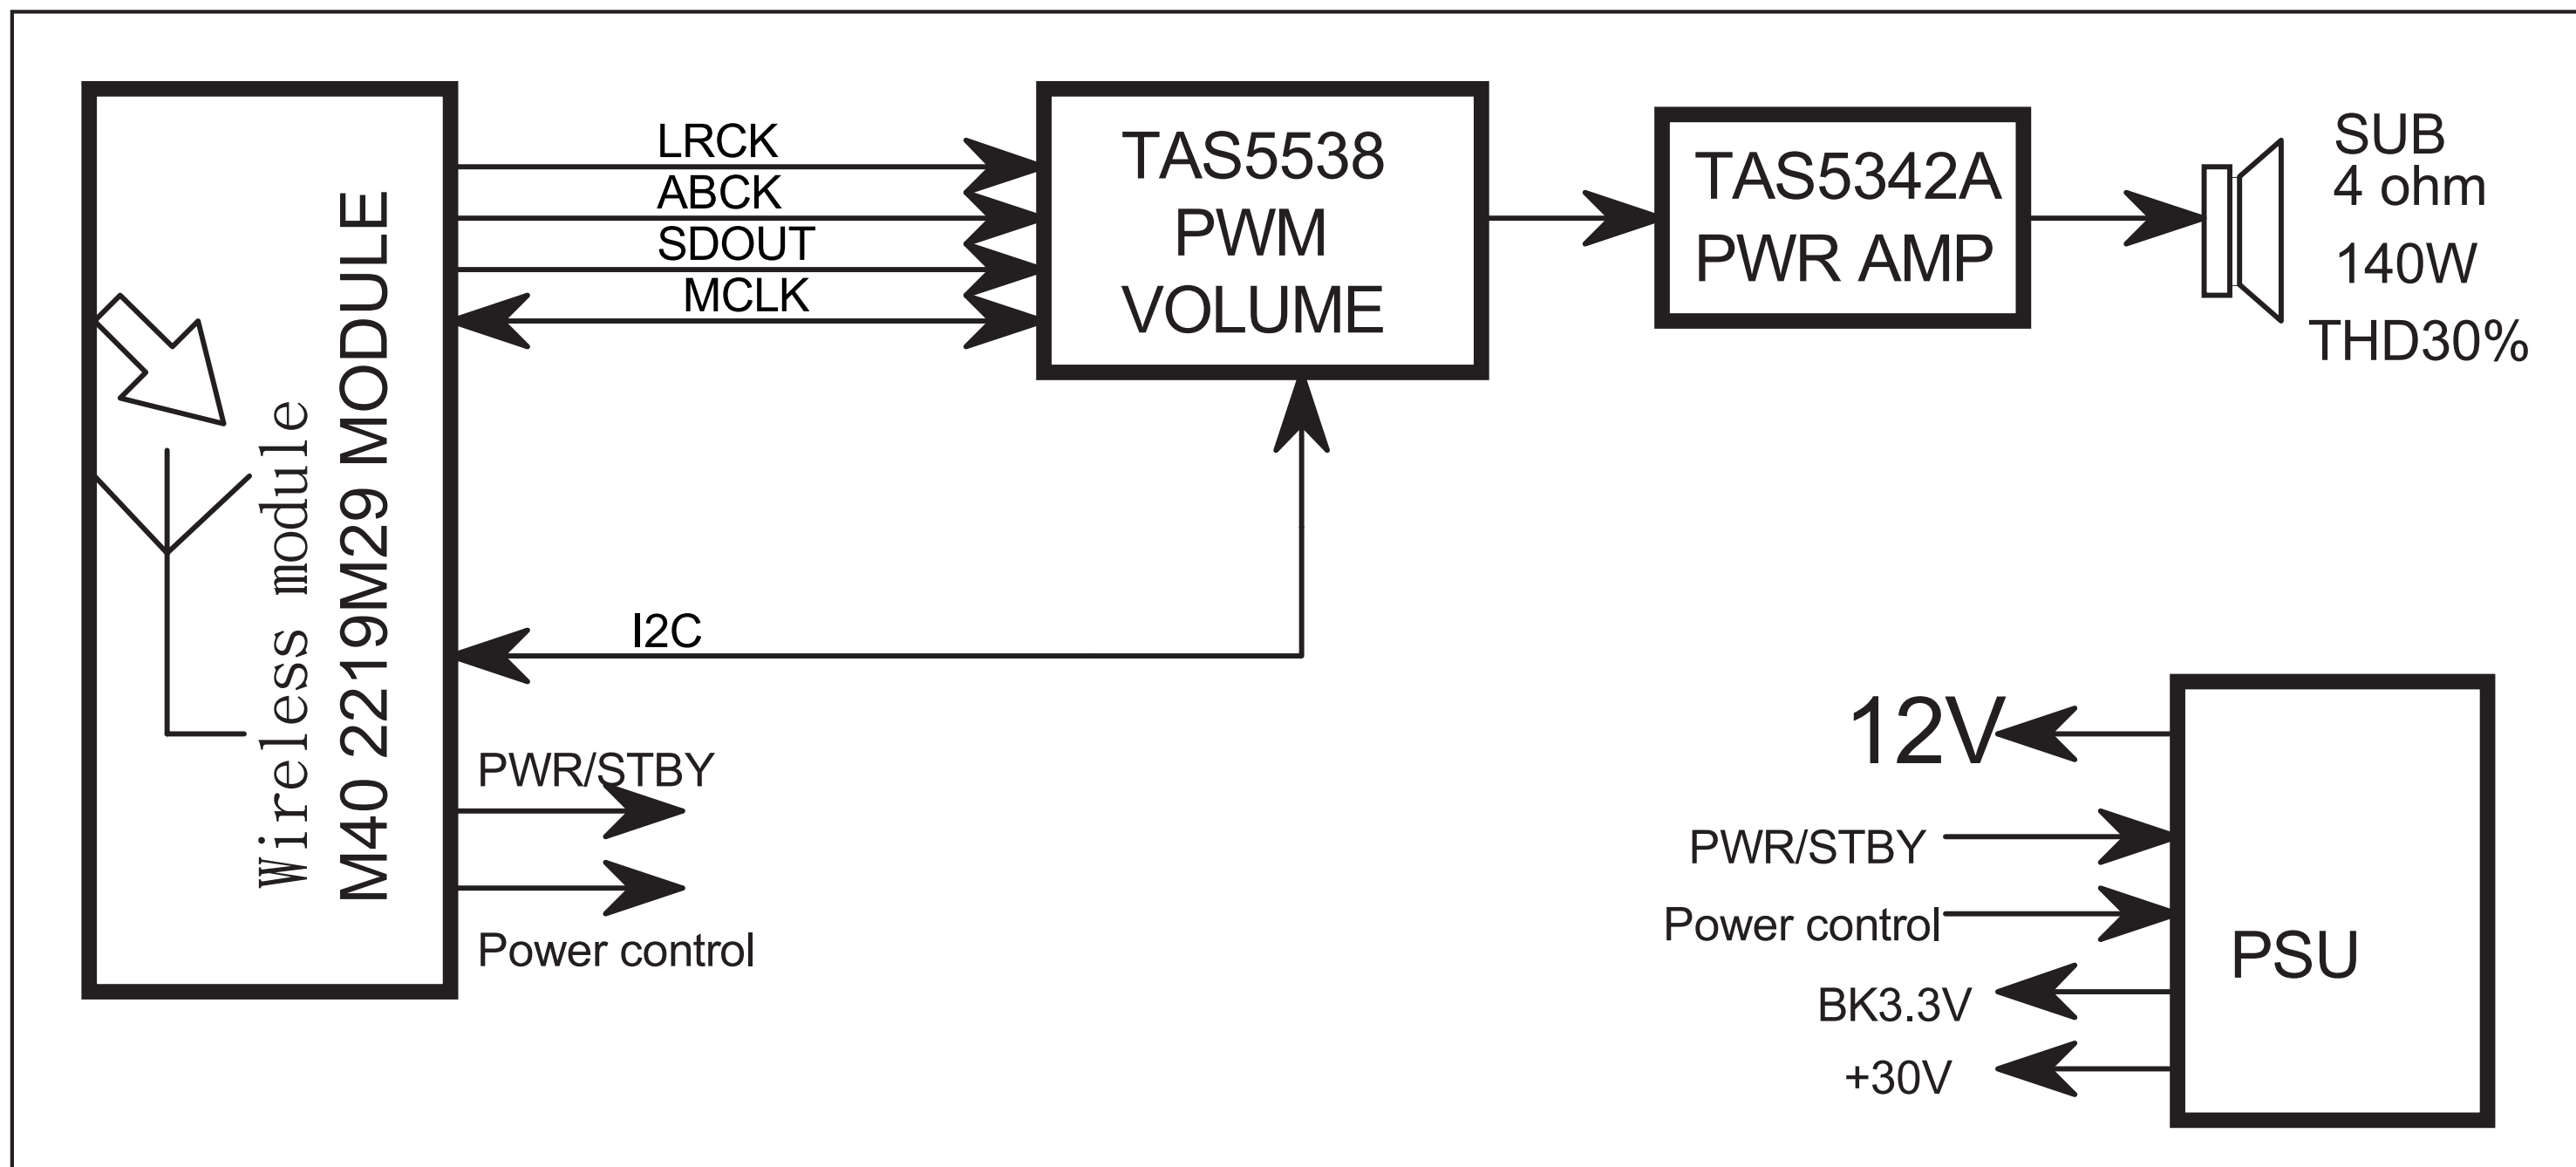 Wireless module
M40 2219M29 MODULE
LRCK
ABCK
SDOUT
MCLK
I2C
PWR/STBY
Power control
TAS5538
PWM
VOLUME
TAS5342A
PWR AMP
SUB
4 ohm
140W
THD30%
12V
PWR/STBY
Power control
BK3.3V
+30V
PSU